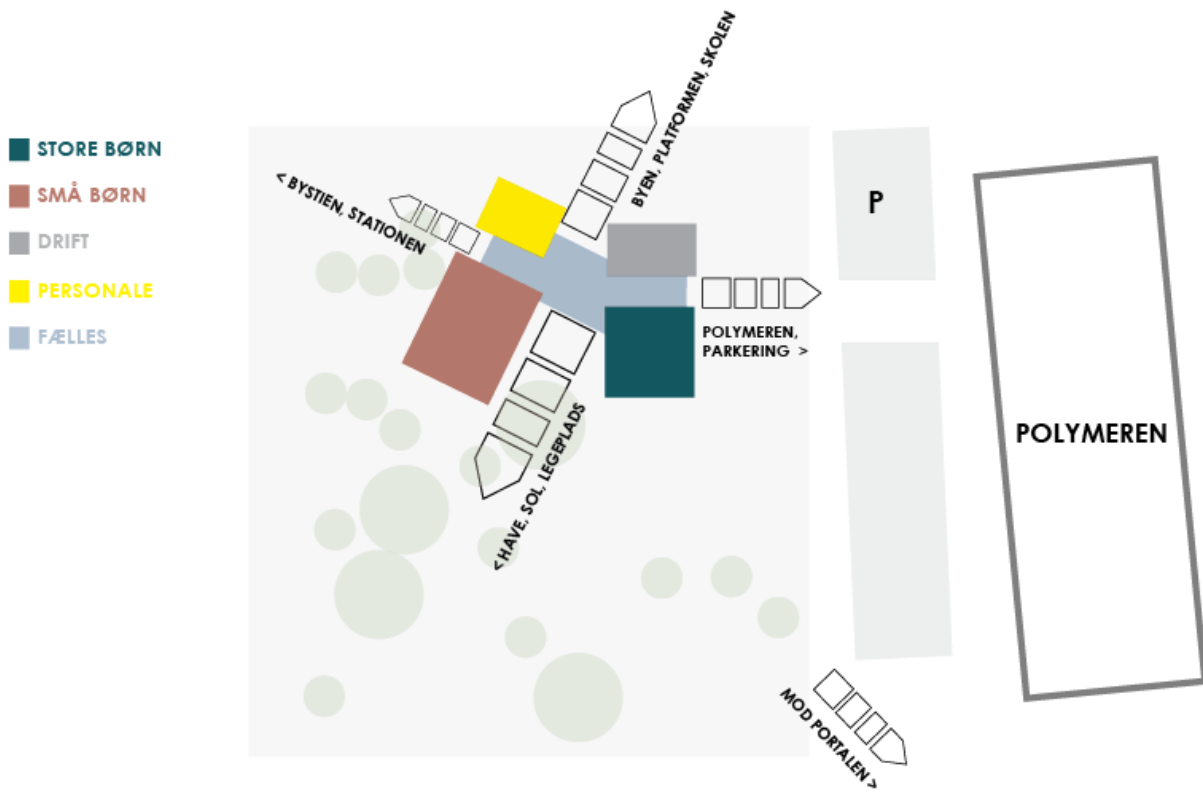 STORE BØRN
SMÅ BØRN
DRIFT
PERSONALE
FÆLLES
< BYSTIEN, STATIONEN
BYEN, PLATFORMEN, SKOLEN
P
POLYMEREN,
PARKERING >
POLYMEREN
< HAVE, SOL, LEGEPLADS
MOD PORTALEN >